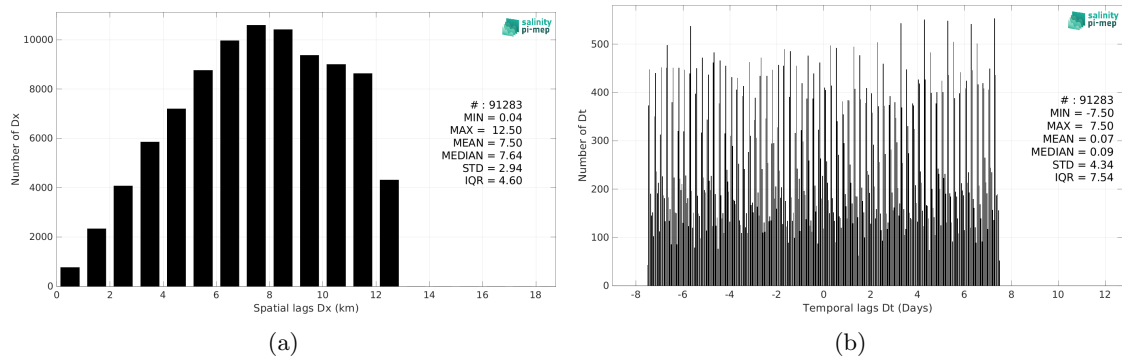 salinity
pi-mep
10000
8000
6000
4000
2000
0
Number of Dx
# : 91283
MIN = 0.04
MAX = 12.50
MEAN = 7.50
MEDIAN = 7.64
STD = 2.94
IQR = 4.60
0 2 4 6 8 10 12 14 16 18
Spatial lags Dx (km)
(a)
salinity
pi-mep
500
400
300
200
100
0
Number of Dt
# : 91283
MIN = -7.50
MAX = 7.50
MEAN = 0.07
MEDIAN = 0.09
STD = 4.34
IQR = 7.54
-8 -6 -4 -2 0 2 4 6 8 10 12
Temporal lags Dt (Days)
(b)